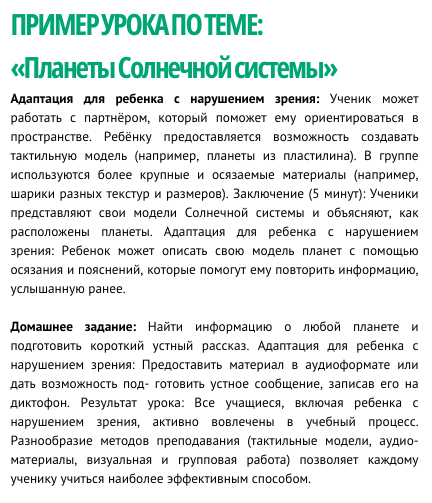 ПРИМЕР УРОКА ПО ТЕМЕ:
«Планеты Солнечной системы»
Адаптация для ребенка с нарушением зрения: Ученик может
работать с партнёром, который поможет ему ориентироваться в
пространстве. Ребёнку предоставляется возможность создавать
тактильную модель (например, планеты из пластилина). В группе
используются более крупные и осязаемые материалы (например,
шарики разных текстур и размеров). Заключение (5 минут): Ученики
представляют свои модели Солнечной системы и объясняют, как
расположены планеты. Адаптация для ребенка с нарушением
зрения: Ребенок может описать свою модель планет с помощью
осязания и пояснений, которые помогут ему повторить информацию,
услышанную ранее.
Домашнее задание: Найти информацию о любой планете и
подготовить короткий устный рассказ. Адаптация для ребенка с
нарушением зрения: Предоставить материал в аудиоформате или
дать возможность под- готовить устное сообщение, записав его на
диктофон. Результат урока: Все учащиеся, включая ребенка с
нарушением зрения, активно вовлечены в учебный процесс.
Разнообразие методов преподавания (тактильные модели, аудио-
материалы, визуальная и групповая работа) позволяет каждому
ученику учиться наиболее эффективным способом.